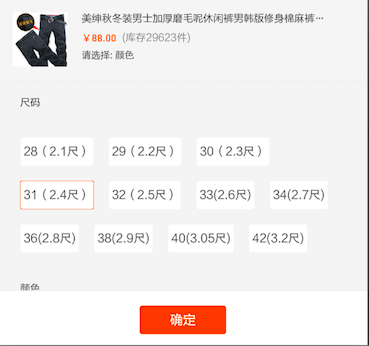 美绅秋冬装男士加厚磨毛呢休闲裤男韩版修身棉麻裤…
￥88.00 (库存29623件)
请选择: 颜色
尺码
28（2.1尺） 29（2.2尺） 30（2.3尺）
31（2.4尺） 32（2.5尺） 33(2.6尺) 34(2.7尺)
36(2.8尺) 38(2.9尺) 40(3.05尺) 42(3.2尺)
颜色
确定